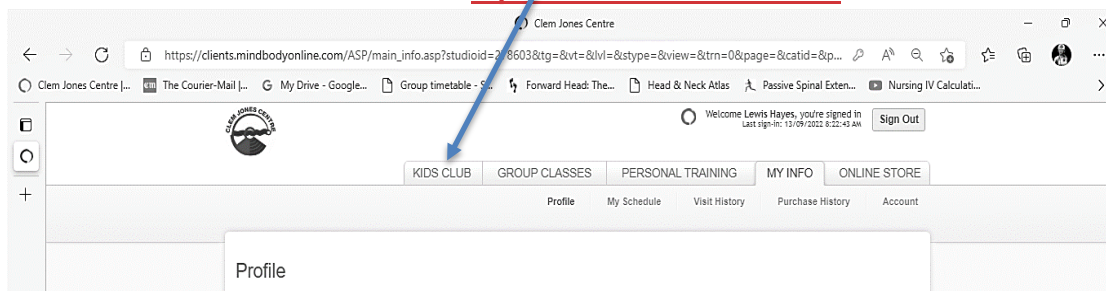 Clem Jones Centre
https://clients.mindbodyonline.com/ASP/main_info.asp?studioid=2
8603&tg=&vt=&lvl=&stype=&view=&trn=0&page=&catid=&p...
Clem Jones Centre |...
The Courier-Mail |...
My Drive - Google...
Group timetable - S...
Forward Head: The...
Head & Neck Atlas
Passive Spinal Exten...
Nursing IV Calculati...
CLEM JONES CENTRE
Welcome Lewis Hayes, you're signed in
Last sign-in: 13/09/2022 8:22:43 AM
Sign Out
KIDS CLUB
GROUP CLASSES
PERSONAL TRAINING
MY INFO
ONLINE STORE
Profile
My Schedule
Visit History
Purchase History
Account
Profile